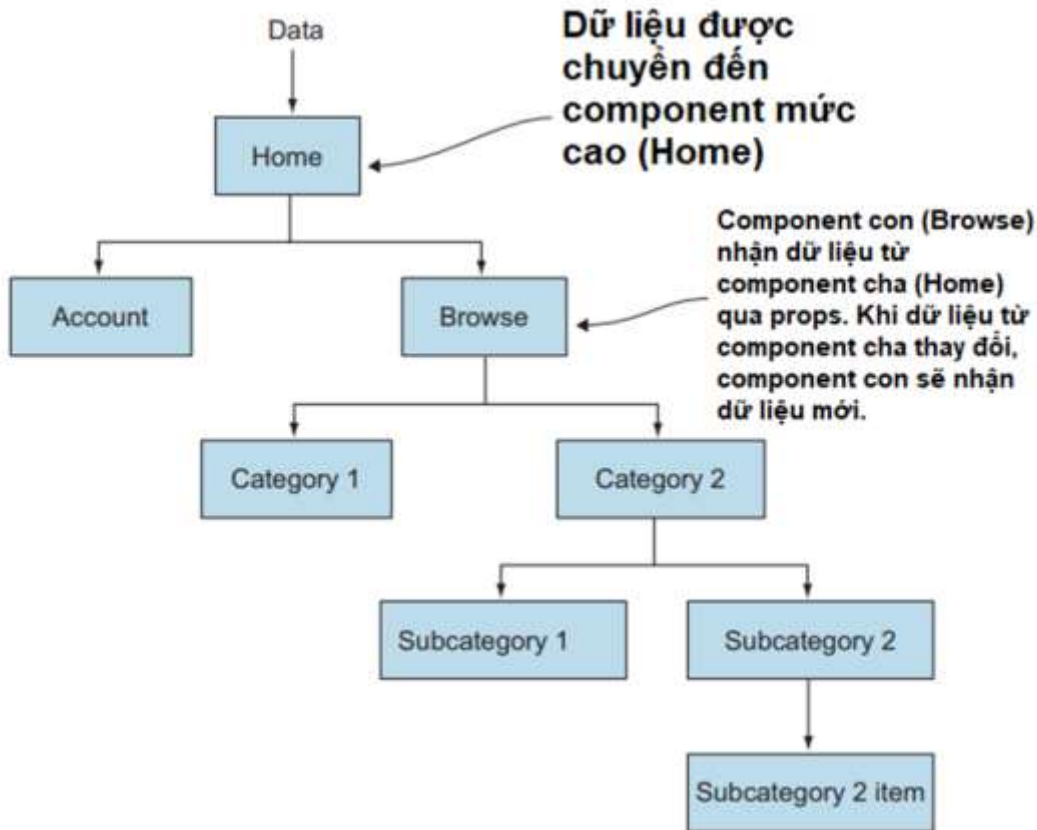 Data
Dữ liệu được
chuyển đến
component mức
cao (Home)
Home
Component con (Browse)
nhận dữ liệu từ
component cha (Home)
qua props. Khi dữ liệu từ
component cha thay đổi,
component con sẽ nhận
dữ liệu mới.
Account
Browse
Category 1
Category 2
Subcategory 1
Subcategory 2
Subcategory 2 item